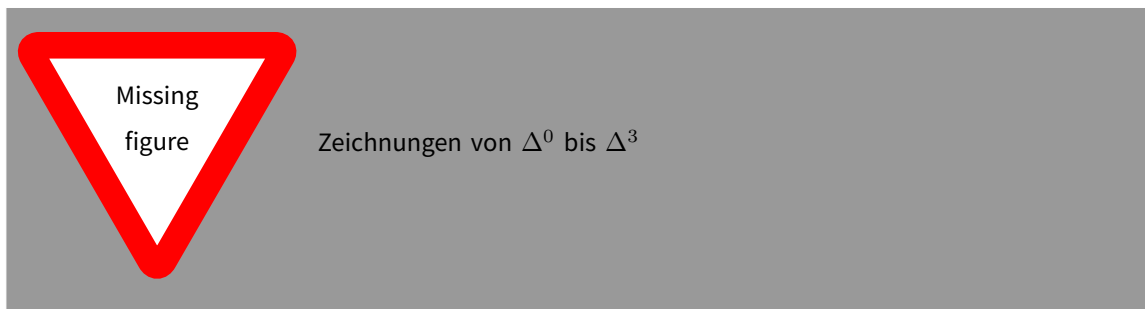 Missing
figure
Zeichnungen von Δ⁰ bis Δ³